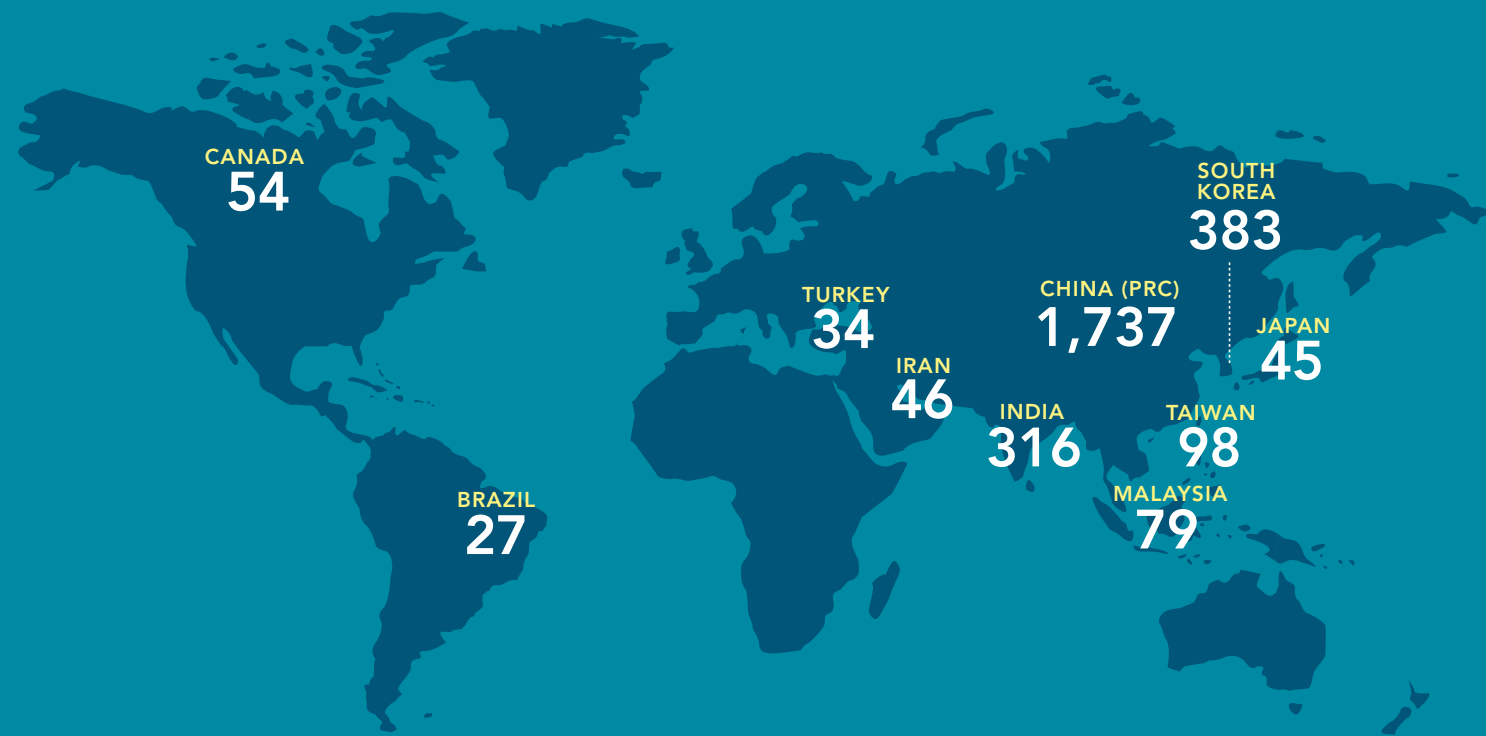 CANADA
54
SOUTH
KOREA
383
CHINA (PRC)
1,737
TURKEY
34
JAPAN
45
IRAN
46
INDIA
316
TAIWAN
98
MALAYSIA
79
BRAZIL
27